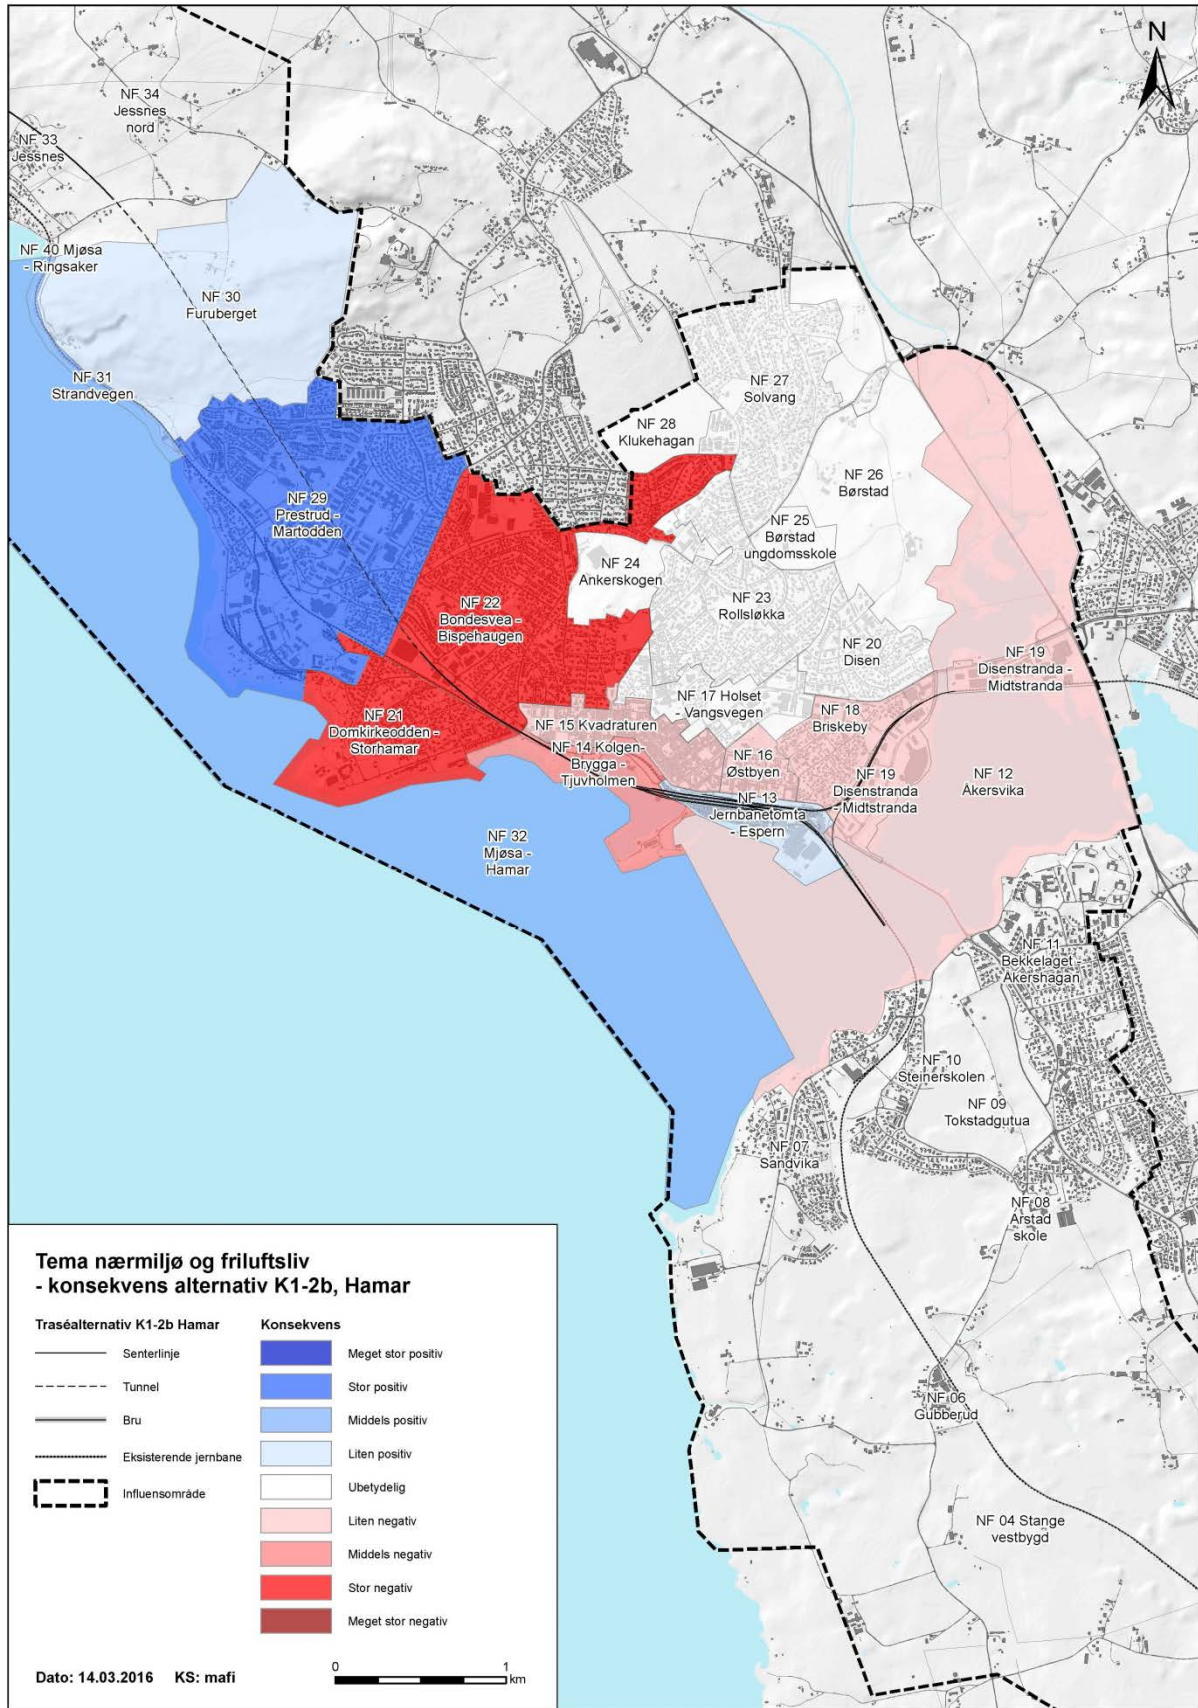 N
NF 34
Jessnes
nord
NF 33
Jessnes
NF 40 Mjøsa
- Ringsaker
NF 30
Furuberget
NF 31
Strandvegen
NF 27
Solvang
NF 28
Klukehagan
NF 26
Børstad
NF 29
Prestrud -
Martodden
NF 25
Børstad
ungdomsskole
NF 24
Ankerskogen
NF 22
Bondesvea -
Bispehaugen
NF 23
Rollsløkka
NF 20
Disen
NF 19
Disenstranda -
Midtstranda
NF 17 Holset
- Vangsvegen
NF 21
Domkirkeodden -
Storhamar
NF 15 Kvadraturen
NF 18
Briskeby
NF 14 Kolgen-
Brygga -
Tjuvholmen
NF 16
Østbyen
NF 19
Disenstranda
- Midtstranda
NF 12
Åkersvika
NF 13
Jernbanetomta
- Espern
NF 32
Mjøsa -
Hamar
NF 11
Bekkelaget -
Åkershagan
NF 10
Steinerskolen
NF 09
Tokstadgutua
NF 07
Sandvika
NF 08
Arstad
skole
NF 06
Gubberud
NF 04 Stange
vestbygd
Tema nærmiljø og friluftsliv
- konsekvens alternativ K1-2b, Hamar
Traséalternativ K1-2b Hamar
Senterlinje
Tunnel
Bru
Eksisterende jernbane
Influensområde
Konsekvens
Meget stor positiv
Stor positiv
Middels positiv
Liten positiv
Ubetydelig
Liten negativ
Middels negativ
Stor negativ
Meget stor negativ
Dato: 14.03.2016 KS: mafi
0 1
km